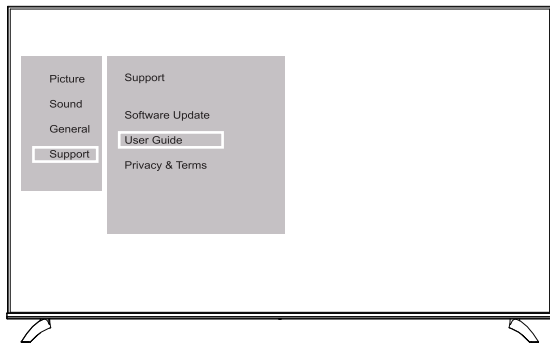 Picture
Sound
General
Support
Support
Software Update
User Guide
Privacy & Terms